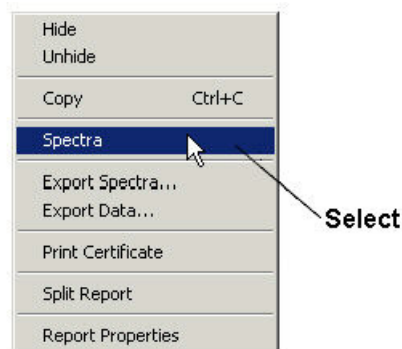 Hide
Unhide
Copy Ctrl+C
Spectra
Export Spectra...
Export Data...
Select
Print Certificate
Split Report
Report Properties